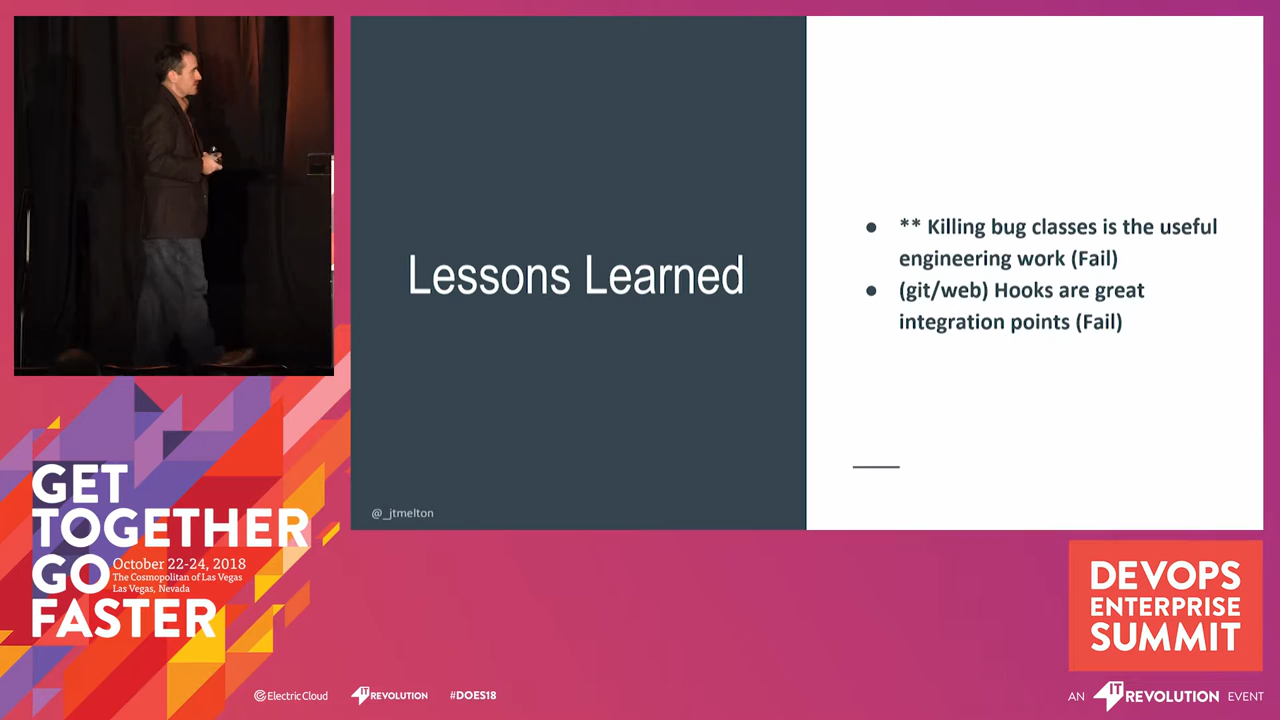 Lessons Learned
● ** Killing bug classes is the useful
engineering work (Fail)
● (git/web) Hooks are great
integration points (Fail)
@_jtmelton
GET
TOGETHER
GO
October 22-24, 2018
The Cosmopolitan of Las Vegas
Las Vegas, Nevada
FASTER
DEVOPS
ENTERPRISE
SUMMIT
Electric Cloud
IT REVOLUTION
#DOES18
AN IT REVOLUTION EVENT